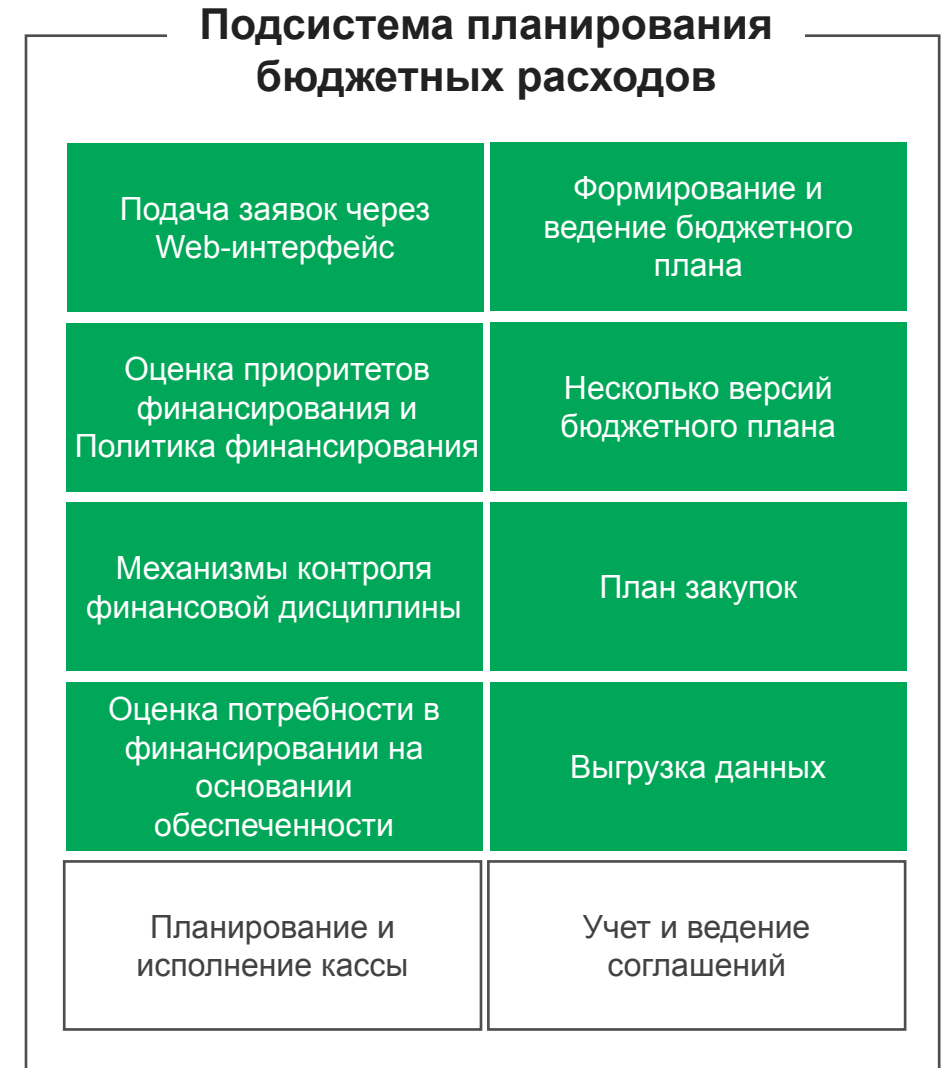 Подсистема планирования
бюджетных расходов
Подача заявок через
Web-интерфейс
Формирование и
ведение бюджетного
плана
Оценка приоритетов
финансирования и
Политика финансирования
Несколько версий
бюджетного плана
Механизмы контроля
финансовой дисциплины
План закупок
Оценка потребности в
финансировании на
основании
обеспеченности
Выгрузка данных
Планирование и
исполнение кассы
Учет и ведение
соглашений